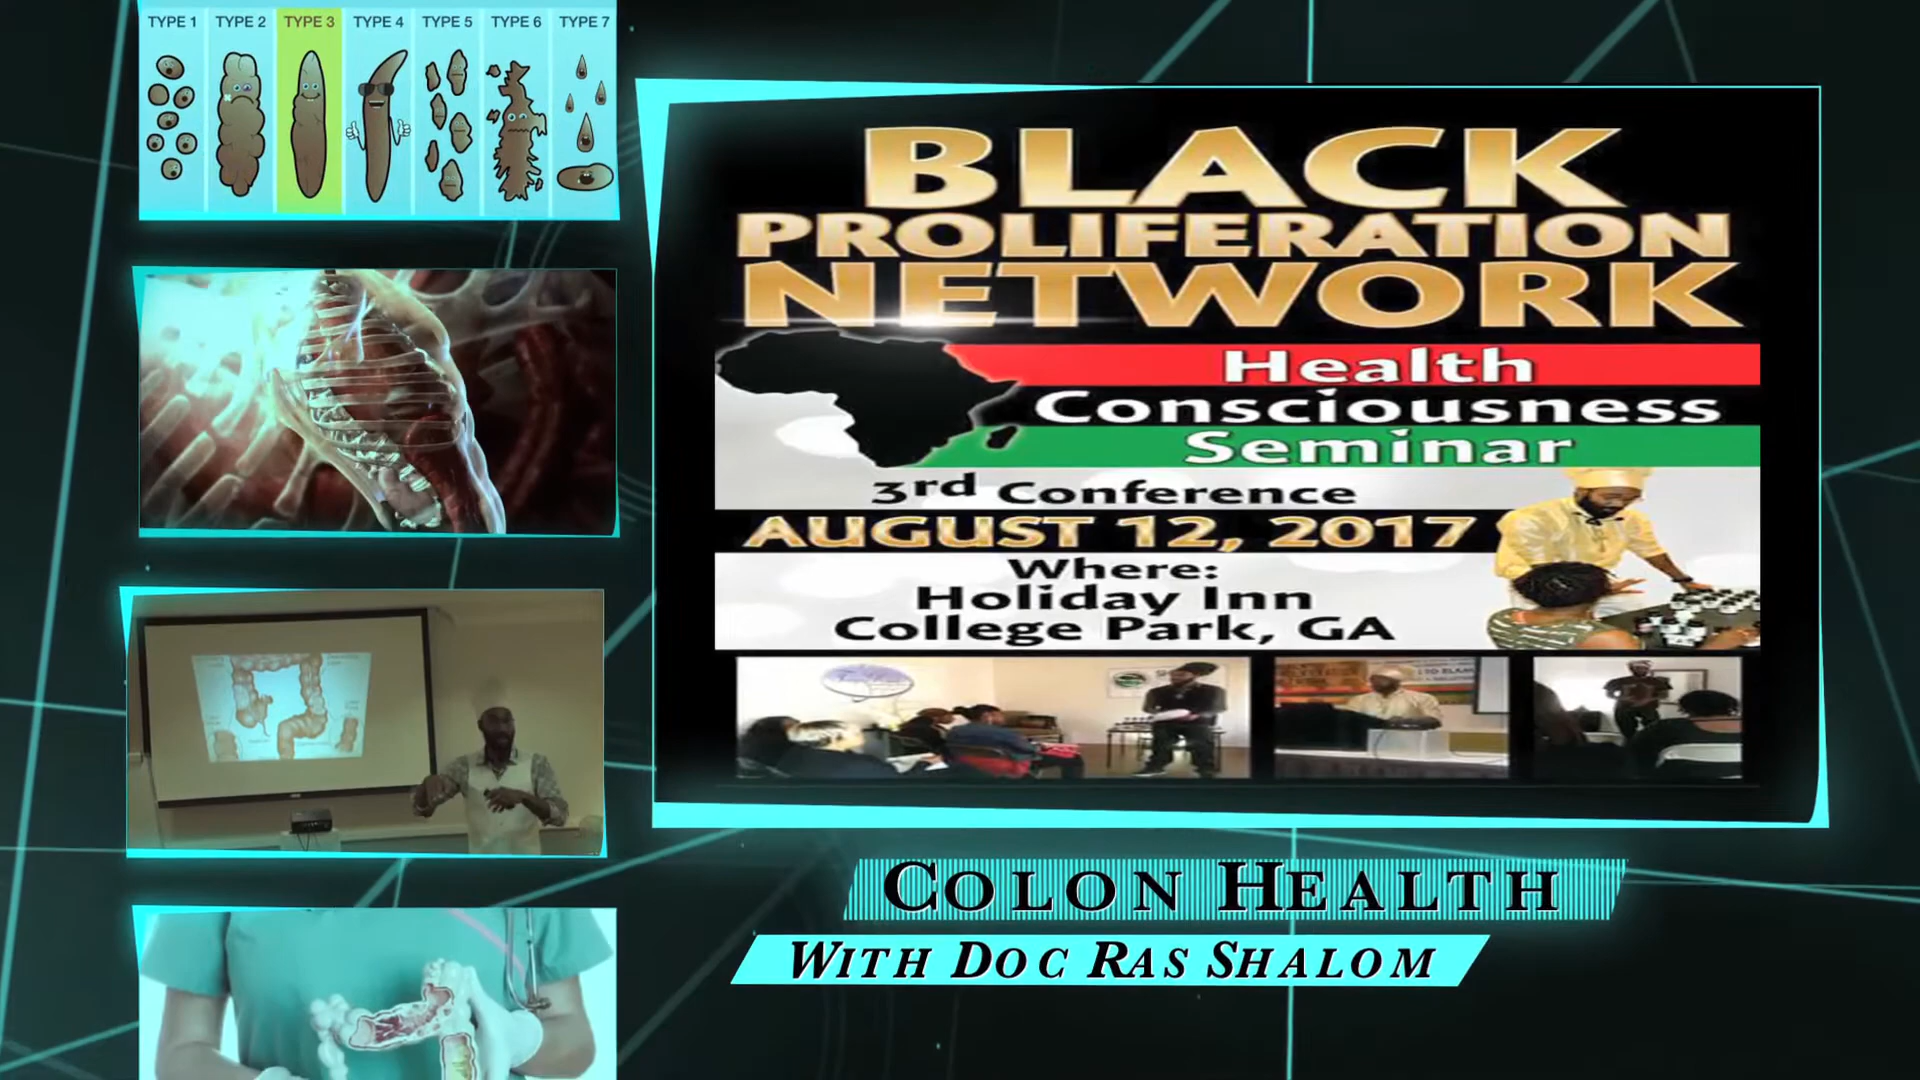 TYPE 1 TYPE 2 TYPE 3 TYPE 4 TYPE 5 TYPE 6 TYPE 7
BLACK
PROLIFERATION
NETWORK
Health
Consciousness
Seminar
3rd Conference
AUGUST 12, 2017
Where:
Holiday Inn
College Park, GA
COLON HEALTH
WITH DOC RAS SHALOM